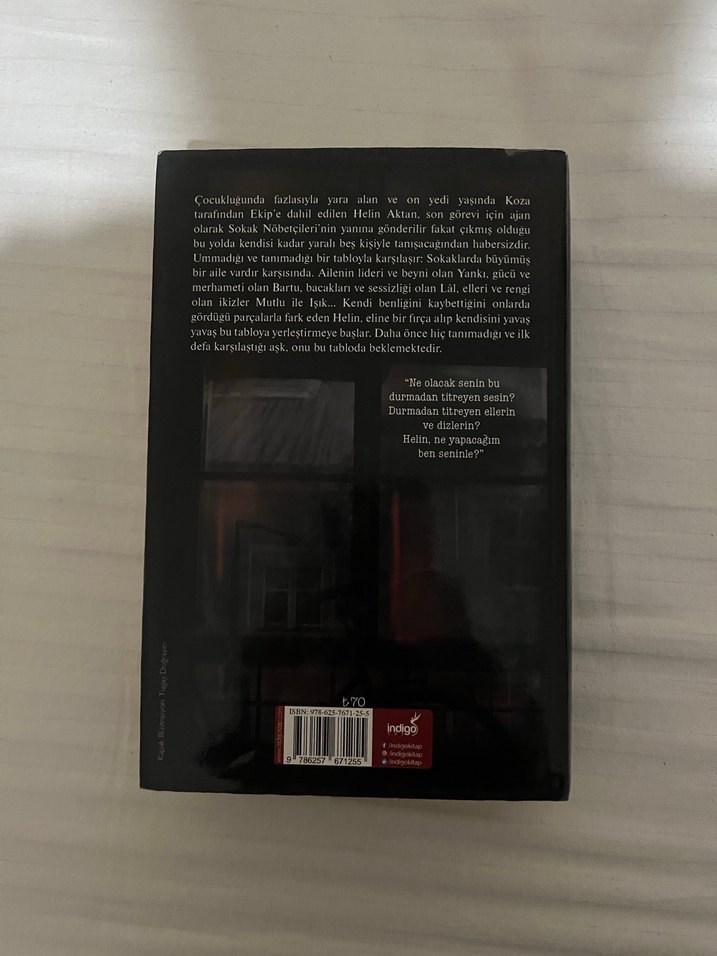 Çocukluğunda fazlasıyla yara alan ve on yedi yaşında Koza
tarafından Ekip'e dahil edilen Helin Aktan, son görevi için ajan
olarak Sokak Nöbetçileri'nin yanına gönderilir fakat çıkmış olduğu
bu yolda kendisi kadar yaralı beş kişiyle tanışacağından habersizdir.
Ummadığı ve tanımadığı bir tabloyla karşılaşır: Sokaklarda büyümüş
bir aile vardır karşısında. Ailenin lideri ve beyni olan Yankı, gücü ve
merhameti olan Bartu, bacakları ve sessizliği olan Lâl, elleri ve rengi
olan ikizler Mutlu ile Işık... Kendi benliğini kaybettiğini onlarda
gördüğü parçalarla fark eden Helin, eline bir fırça alıp kendisini yavaş
yavaş bu tabloya yerleştirmeye başlar. Daha önce hiç tanımadığı ve ilk
defa karşılaştığı aşk, onu bu tabloda beklemektedir.
“Ne olacak senin bu
durmadan titreyen sesin?
Durmadan titreyen ellerin
ve dizlerin?
Helin, ne yapacağım
ben seninle?”
Kapak İllüstrasyon: Tugay
₺70
ISBN: 978-625-7671-25-5
9 786257 671255
indigo
/indigokitap
/indigokitap
/indigokitap